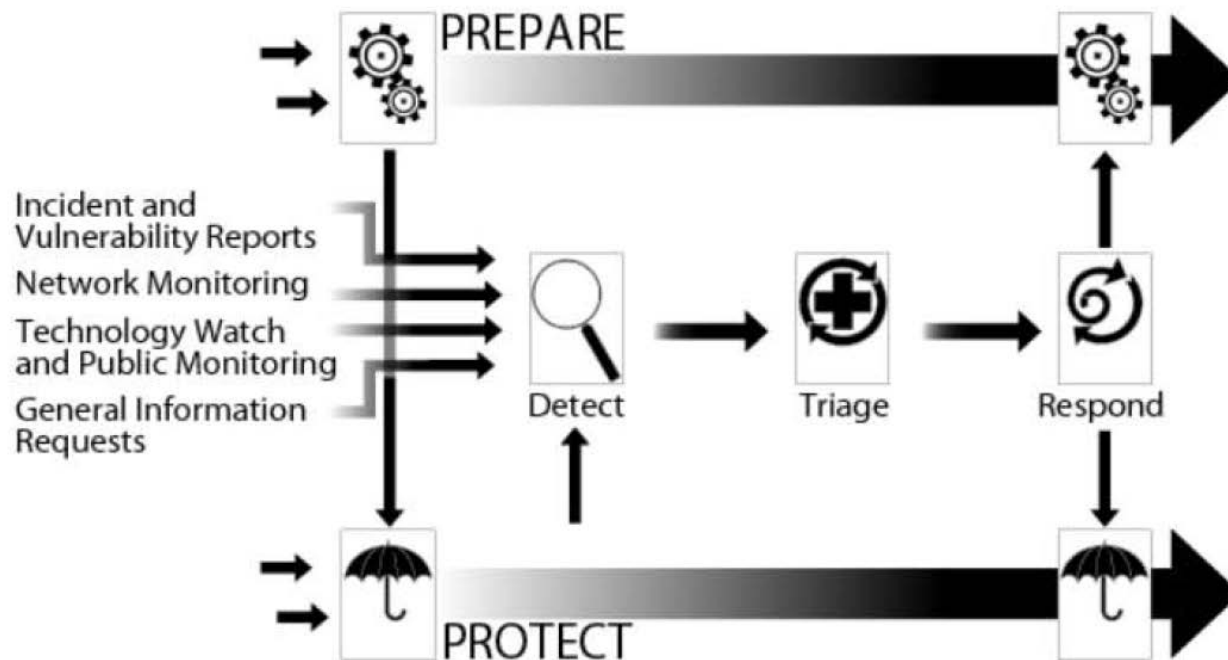 PREPARE
Incident and
Vulnerability Reports
Network Monitoring
Technology Watch
and Public Monitoring
General Information
Requests
Detect
Triage
Respond
PROTECT